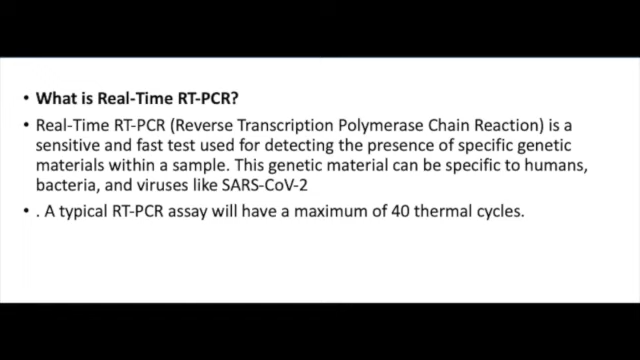 • What is Real-Time RT-PCR?
• Real-Time RT-PCR (Reverse Transcription Polymerase Chain Reaction) is a
sensitive and fast test used for detecting the presence of specific genetic
materials within a sample. This genetic material can be specific to humans,
bacteria, and viruses like SARS-CoV-2
• . A typical RT-PCR assay will have a maximum of 40 thermal cycles.